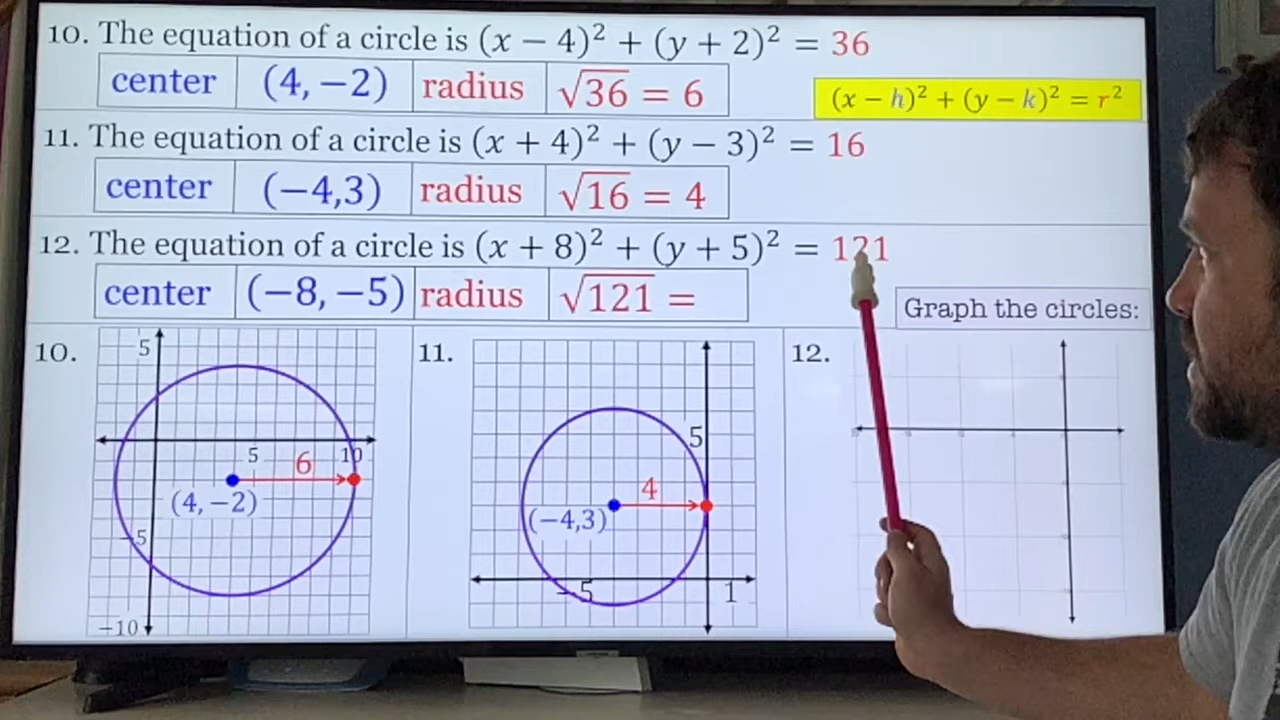 10. The equation of a circle is (x − 4)² + (y + 2)² = 36
center (4, −2) radius √36 = 6
(x − h)² + (y − k)² = r²
11. The equation of a circle is (x + 4)² + (y − 3)² = 16
center (−4,3) radius √16 = 4
12. The equation of a circle is (x + 8)² + (y + 5)² = 121
center (−8, −5) radius √121 =
Graph the circles:
10.
5
5
10
6
(4, −2)
−5
−10
11.
5
4
(−4,3)
−5
1
12.